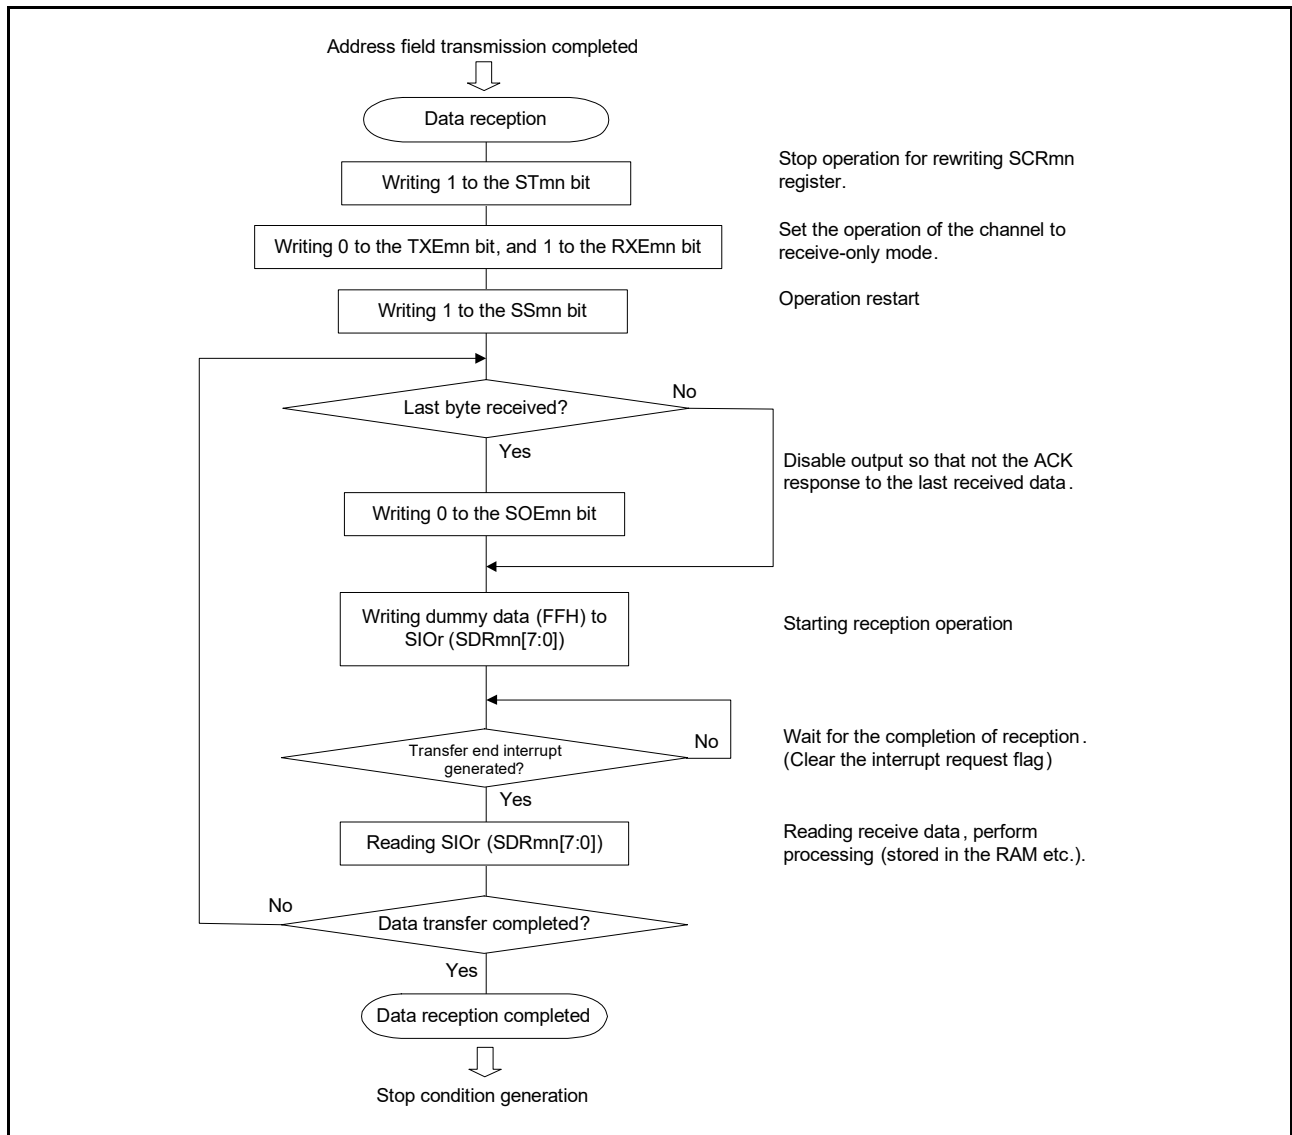 Address field transmission completed
Data reception
Stop operation for rewriting SCRmn
register.
Writing 1 to the STmn bit
Set the operation of the channel to
receive-only mode.
Writing 0 to the TXEmn bit, and 1 to the RXEmn bit
Operation restart
Writing 1 to the SSmn bit
No
Last byte received?
Yes
Disable output so that not the ACK
response to the last received data.
Writing 0 to the SOEmn bit
Writing dummy data (FFH) to
SIOr (SDRmn[7:0])
Starting reception operation
Transfer end interrupt
generated?
No
Wait for the completion of reception.
(Clear the interrupt request flag)
Yes
Reading SIOr (SDRmn[7:0])
Reading receive data, perform
processing (stored in the RAM etc.).
No
Data transfer completed?
Yes
Data reception completed
Stop condition generation